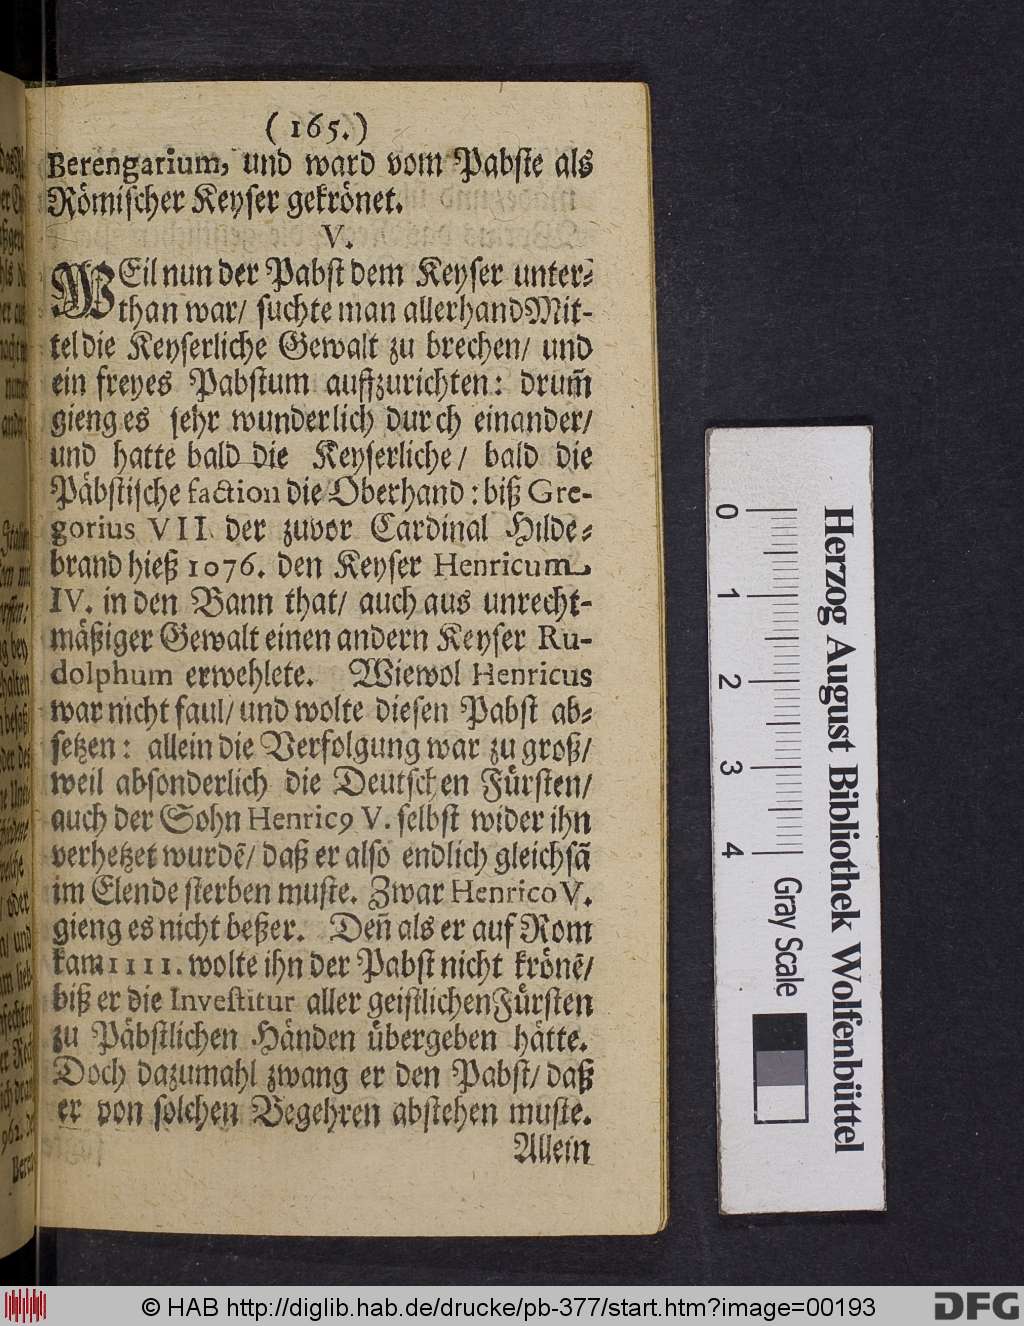 (165.)
Berengarium, und ward vom Pabste als
Römischer Keyser gekrönet.
V.
WEil nun der Pabst dem Keyser unter⸗
than war/ suchte man allerhand Mit-
tel die Keyserliche Gewalt zu brechen/ und
ein freyes Pabstum auffzurichten: drum̃
gieng es sehr wunderlich durch einander/
und hatte bald die Keyserliche/ bald die
Päbstische faction die Oberhand: biß Gre-
gorius VII. der zuvor Cardinal Hilde⸗
brand hieß 1076. den Keyser Henricum
IV. in den Bann that/ auch aus unrecht-
mäßiger Gewalt einen andern Keyser Ru-
dolphum erwehlete. Wiewol Henricus
war nicht faul/ und wolte diesen Pabst ab⸗
setzen: allein die Verfolgung war zu groß/
weil absonderlich die Deutschen Fürsten/
auch der Sohn Henricꝰ V. selbst wider ihn
verhetzet wurdẽ/ daß er also endlich gleichsã
im Elende sterben muste. Zwar Henrico V.
gieng es nicht beßer. Deñ als er auf Rom
kam 1111. wolte ihn der Pabst nicht krönẽ/
biß er die Investitur aller geistlichen Fürsten
zu Päbstlichen Händen übergeben hätte.
Doch dazumahl zwang er den Pabst/ daß
er von solchen Begehren abstehen muste.
Allein
0 1 2 3 4 Gray Scale
Herzog August Bibliothek Wolfenbüttel
© HAB http://diglib.hab.de/drucke/pb-377/start.htm?image=00193
DFG